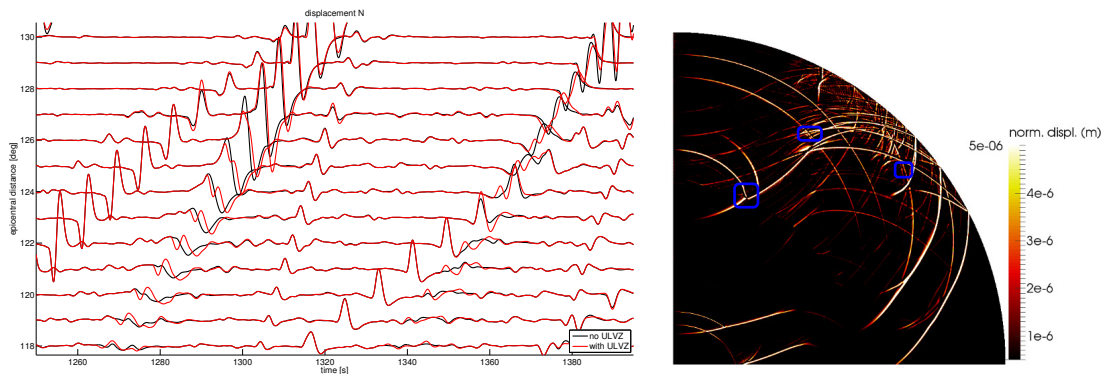 displacement N
130
128
126
124
122
120
118
epicentral distance [deg]
1260 1280 1300 1320 1340 1360 1380
time [s]
no ULVZ
with ULVZ
norm. displ. (m)
5e-06
4e-6
3e-6
2e-6
1e-06